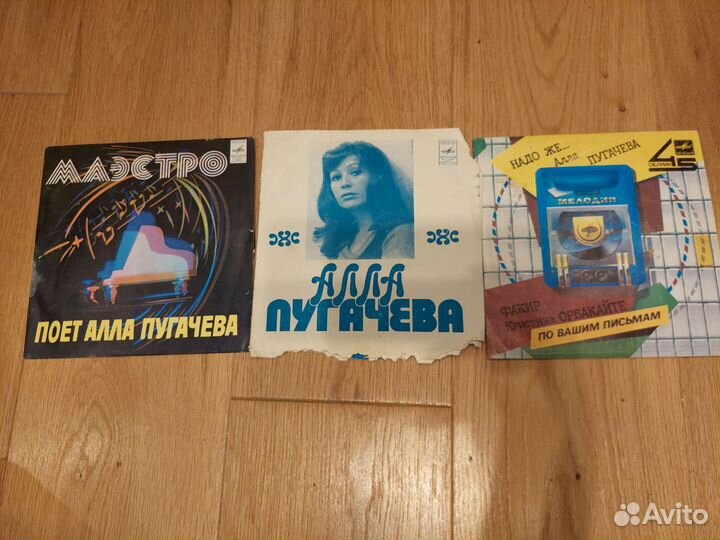 МАЭСТРО
ПОЕТ АЛЛА ПУГАЧЕВА
АЛЛА
ПУГАЧЕВА
НАДО ЖЕ...
Алла ПУГАЧЕВА
45
МЕЛОДИЯ
ФАКИР
Кристина ОРБАКАЙТЕ
ПО ВАШИМ ПИСЬМАМ
Avito